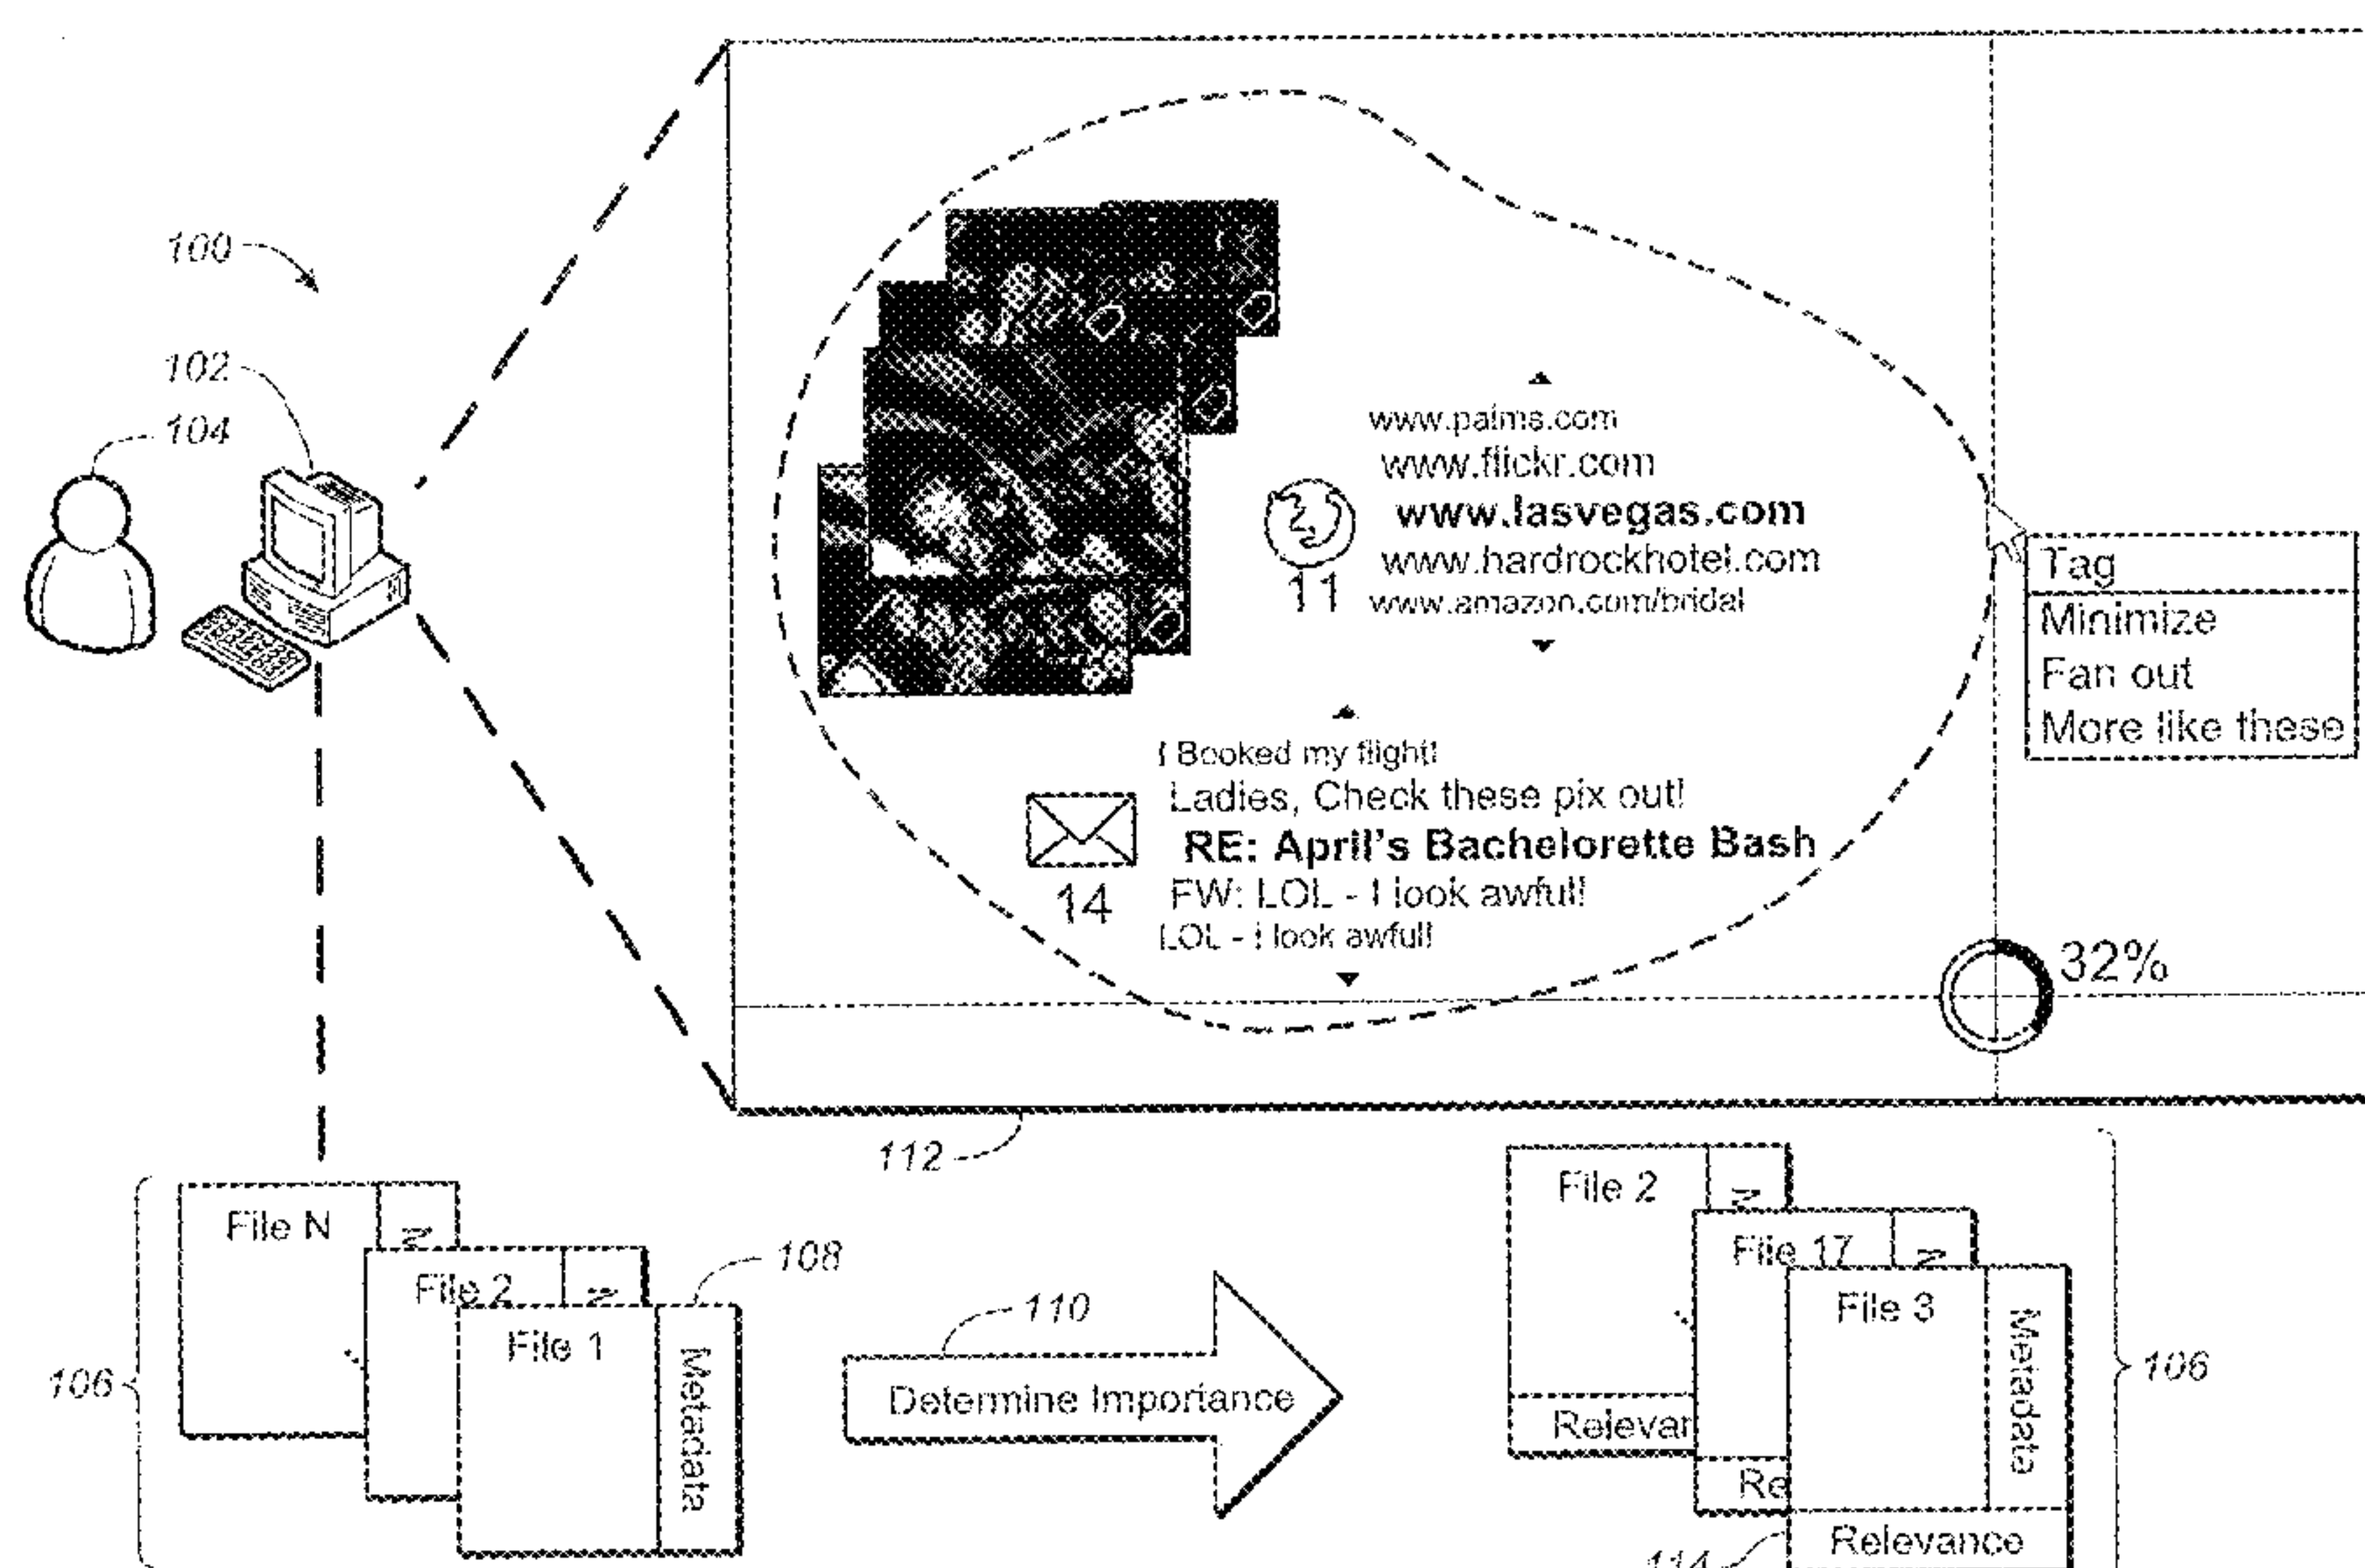 100
102
104
www.palms.com
www.flickr.com
www.lasvegas.com
www.hardrockhotel.com
11
www.amazon.com/bridal
Tag
Minimize
Fan out
More like these
I Booked my flight!
Ladies, Check these pix out!
RE: April's Bachelorette Bash
14
FW: LOL - I look awful!
LOL - I look awful!
32%
112
File N
File 2
File 1
Metadata
108
106
110
Determine Importance
File 2
File 17
File 3
Metadata
106
Relevan
Re
Relevance
114